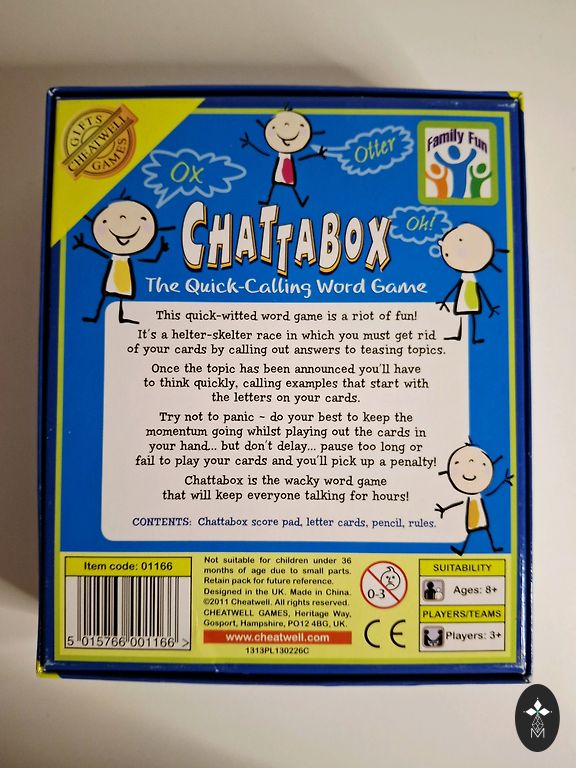 GIFTS
CHEATWELL
GAMES
Ox
Otter
Family Fun
Oh!
CHATTABOX
The Quick-Calling Word Game
This quick-witted word game is a riot of fun!
It's a helter-skelter race in which you must get rid
of your cards by calling out answers to teasing topics.
Once the topic has been announced you'll have
to think quickly, calling examples that start with
the letters on your cards.
Try not to panic - do your best to keep the
momentum going whilst playing out the cards in
your hand... but don't delay... pause too long or
fail to play your cards and you'll pick up a penalty!
Chattabox is the wacky word game
that will keep everyone talking for hours!
CONTENTS: Chattabox score pad, letter cards, pencil, rules.
Item code: 01166
5 015766 001166 >
Not suitable for children under 36
months of age due to small parts.
Retain pack for future reference.
Designed in the UK. Made in China.
©2011 Cheatwell. All rights reserved.
CHEATWELL GAMES, Heritage Way,
Gosport, Hampshire, PO12 4BG, UK.
www.cheatwell.com
1313PL130226C
0-3
CE
SUITABILITY
Ages: 8+
PLAYERS/TEAMS
Players: 3+
M